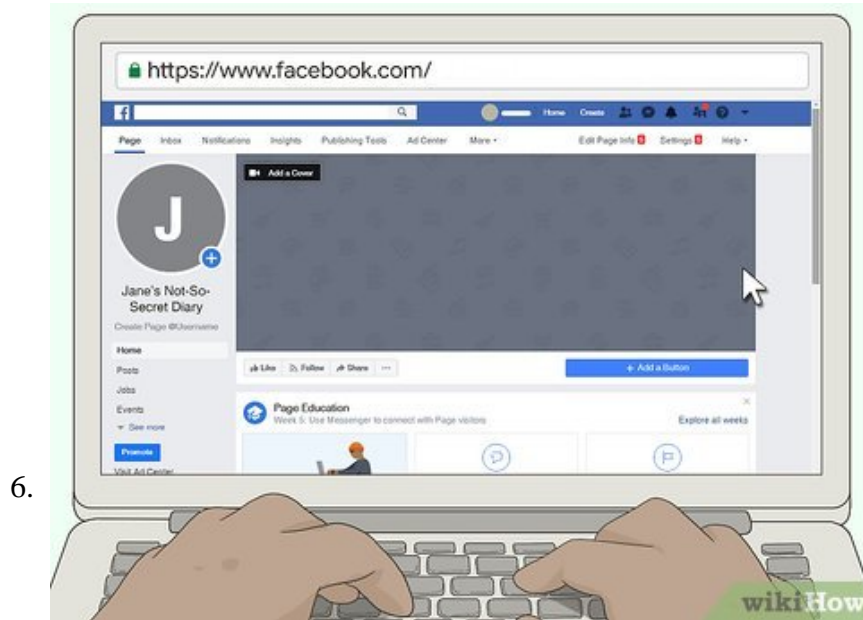 https://www.facebook.com/
f
Home Create
Page Inbox Notifications Insights Publishing Tools Ad Center More Edit Page Info Settings Help
Add a Cover
J
Jane's Not-So-
Secret Diary
Create Page @Username
Home
Posts
Jobs
Events
See more
Promote
Visit Ad Center
Like Follow Share ...
+ Add a Button
Page Education
Week 5: Use Messenger to connect with Page visitors
Explore all weeks
6.
wikiHow